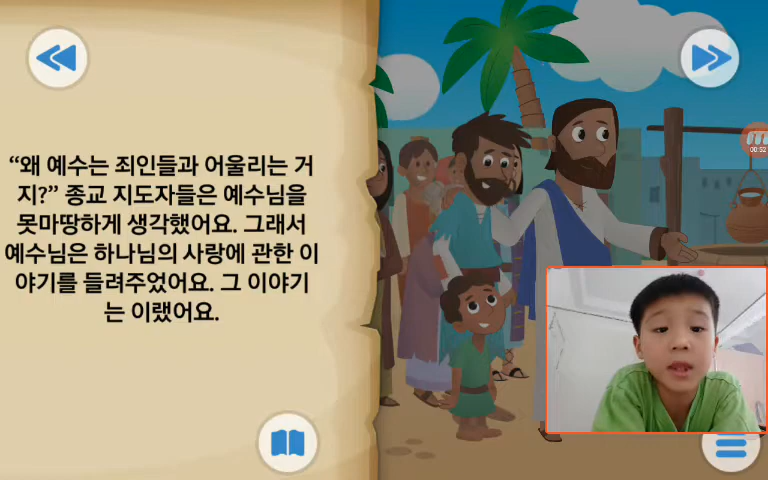 “왜 예수는 죄인들과 어울리는 거
지?” 종교 지도자들은 예수님을
못마땅하게 생각했어요. 그래서
예수님은 하나님의 사랑에 관한 이
야기를 들려주었어요. 그 이야기
는 이랬어요.
00:52